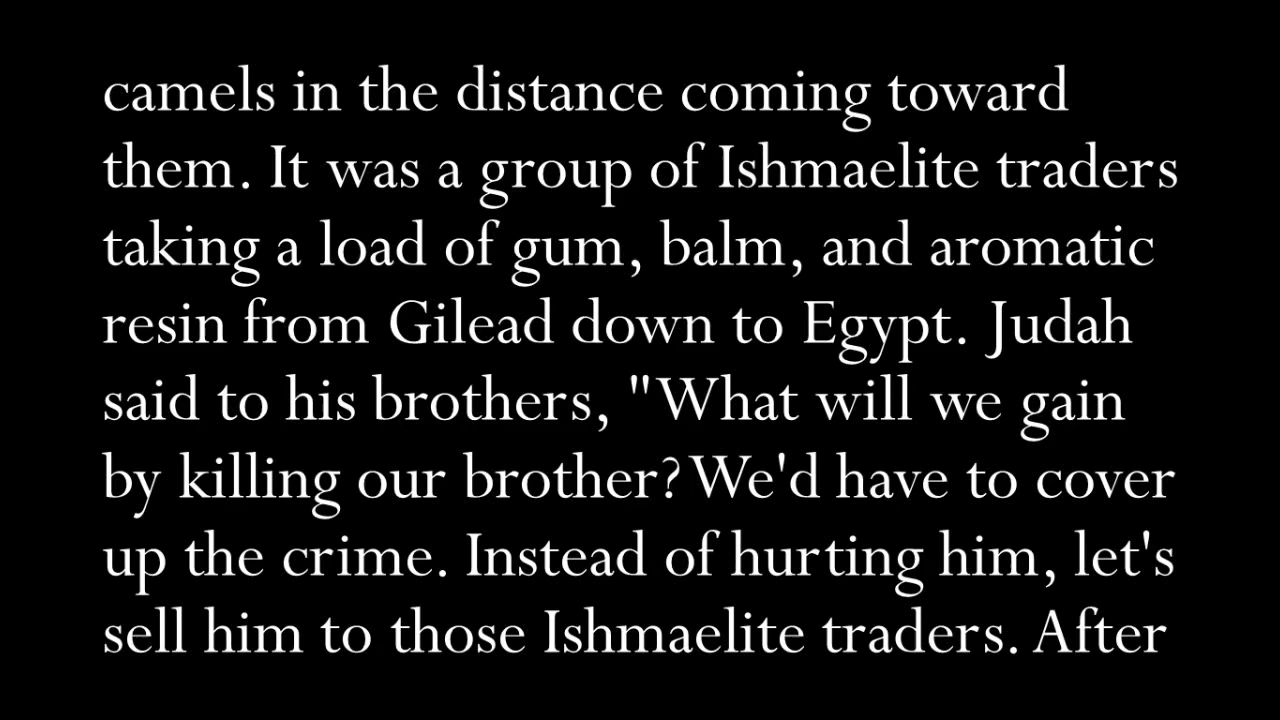 camels in the distance coming toward
them. It was a group of Ishmaelite traders
taking a load of gum, balm, and aromatic
resin from Gilead down to Egypt. Judah
said to his brothers, "What will we gain
by killing our brother? We'd have to cover
up the crime. Instead of hurting him, let's
sell him to those Ishmaelite traders. After